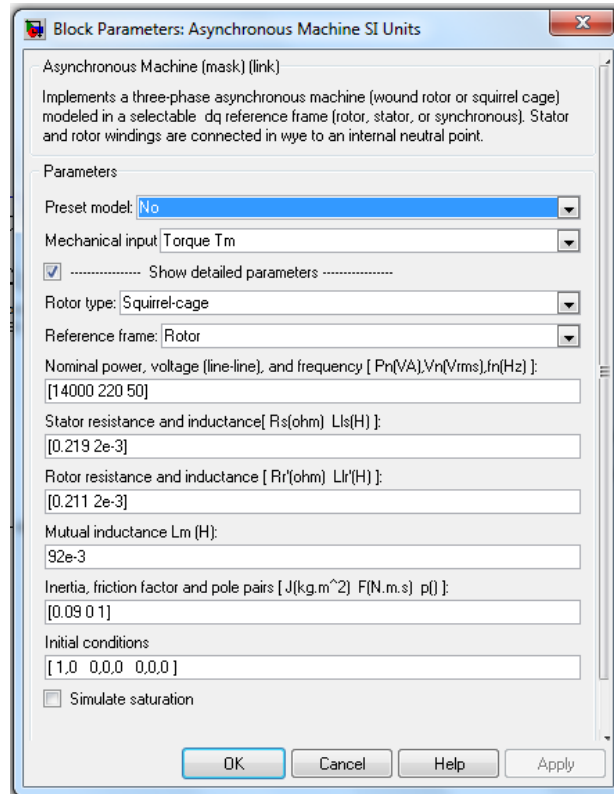 Block Parameters: Asynchronous Machine SI Units
Asynchronous Machine (mask) (link)
Implements a three-phase asynchronous machine (wound rotor or squirrel cage)
modeled in a selectable dq reference frame (rotor, stator, or synchronous). Stator
and rotor windings are connected in wye to an internal neutral point.
Parameters
Preset model: No
Mechanical input Torque Tm
---------------- Show detailed parameters ----------------
Rotor type: Squirrel-cage
Reference frame: Rotor
Nominal power, voltage (line-line), and frequency [ Pn(VA),Vn(Vrms),fn(Hz) ]:
[14000 220 50]
Stator resistance and inductance[ Rs(ohm) Lls(H) ]:
[0.219 2e-3]
Rotor resistance and inductance [ Rr'(ohm) Llr'(H) ]:
[0.211 2e-3]
Mutual inductance Lm (H):
92e-3
Inertia, friction factor and pole pairs [ J(kg.m^2) F(N.m.s) p() ]:
[0.09 0 1]
Initial conditions
[ 1,0 0,0,0 0,0,0 ]
Simulate saturation
OK Cancel Help Apply